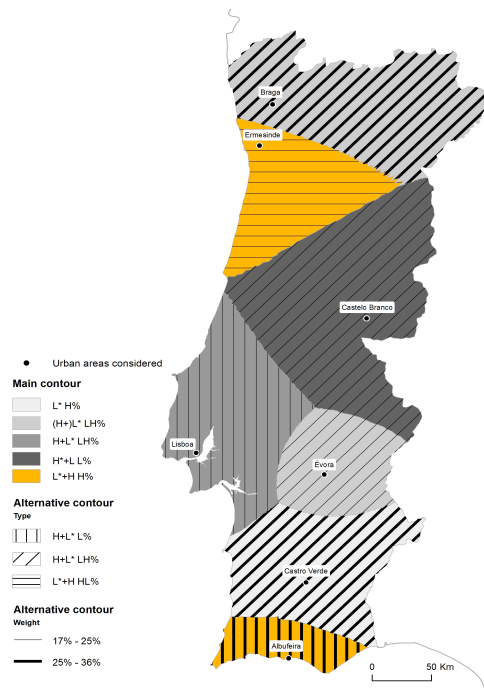 Braga
Ermesinde
Castelo Branco
Urban areas considered
Main contour
L* H%
(H+)L* LH%
H+L* LH%
H*+L L%
L*+H H%
Lisboa
Évora
Alternative contour
Type
H+L* L%
H+L* LH%
L*+H HL%
Castro Verde
Alternative contour
Weight
17% - 25%
25% - 36%
Albufeira
0 50 Km